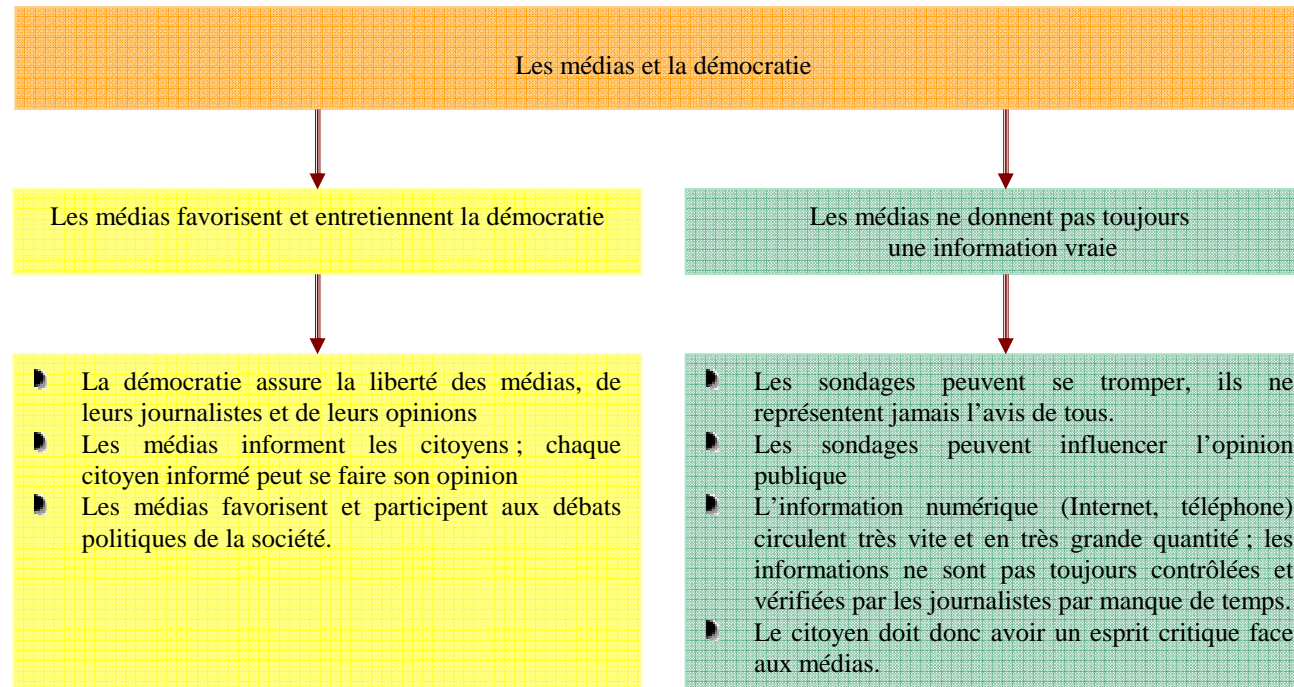 Les médias et la démocratie
Les médias favorisent et entretiennent la démocratie
La démocratie assure la liberté des médias, de
leurs journalistes et de leurs opinions
Les médias informent les citoyens ; chaque
citoyen informé peut se faire son opinion
Les médias favorisent et participent aux débats
politiques de la société.
Les médias ne donnent pas toujours
une information vraie
Les sondages peuvent se tromper, ils ne
représentent jamais l’avis de tous.
Les sondages peuvent influencer l’opinion
publique
L’information numérique (Internet, téléphone)
circulent très vite et en très grande quantité ; les
informations ne sont pas toujours contrôlées et
vérifiées par les journalistes par manque de temps.
Le citoyen doit donc avoir un esprit critique face
aux médias.